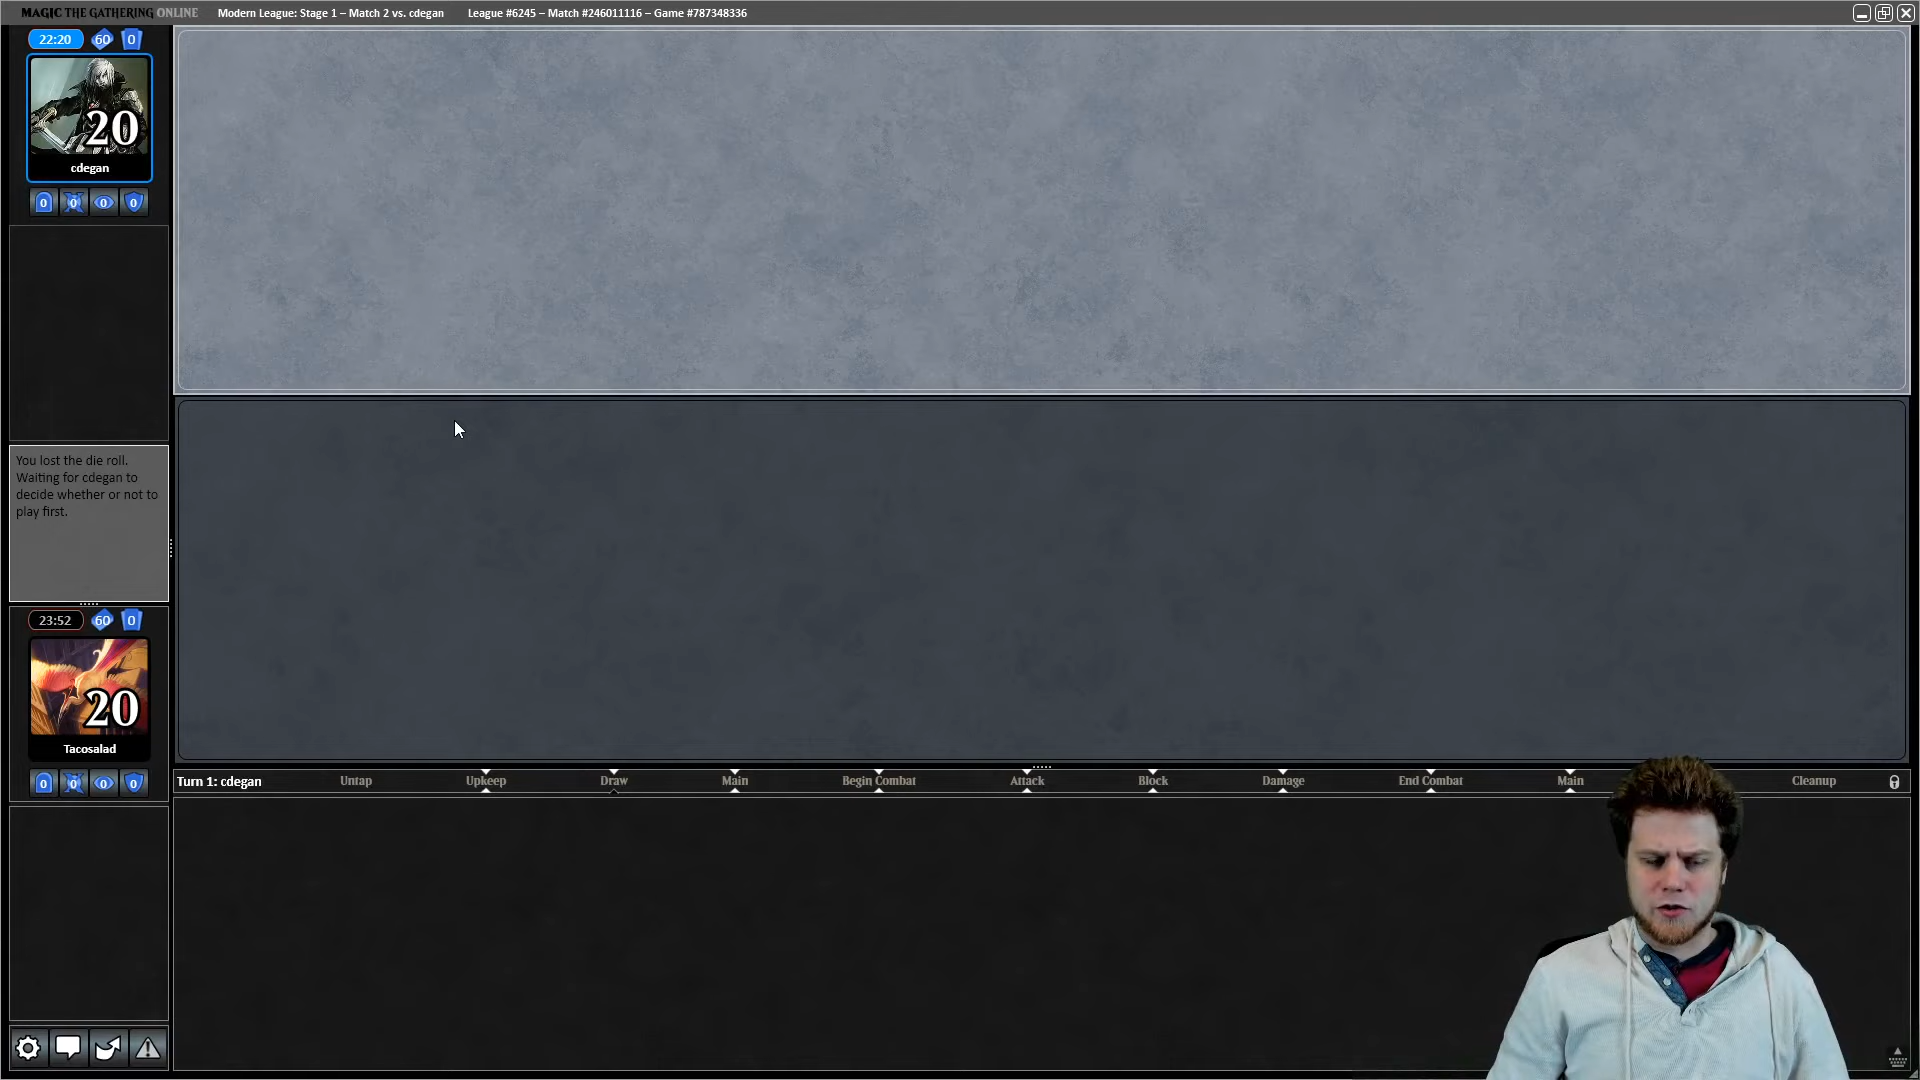 MAGIC THE GATHERING ONLINE
Modern League: Stage 1 – Match 2 vs. cdegan
League #6245 – Match #246011116 – Game #787348336
22:20 60 0
20
cdegan
0 0 0 0
You lost the die roll.
Waiting for cdegan to
decide whether or not to
play first.
23:52 60 0
20
Tacosalad
0 0 0 0
Turn 1: cdegan
Untap
Upkeep
Draw
Main
Begin Combat
Attack
Block
Damage
End Combat
Main
Cleanup